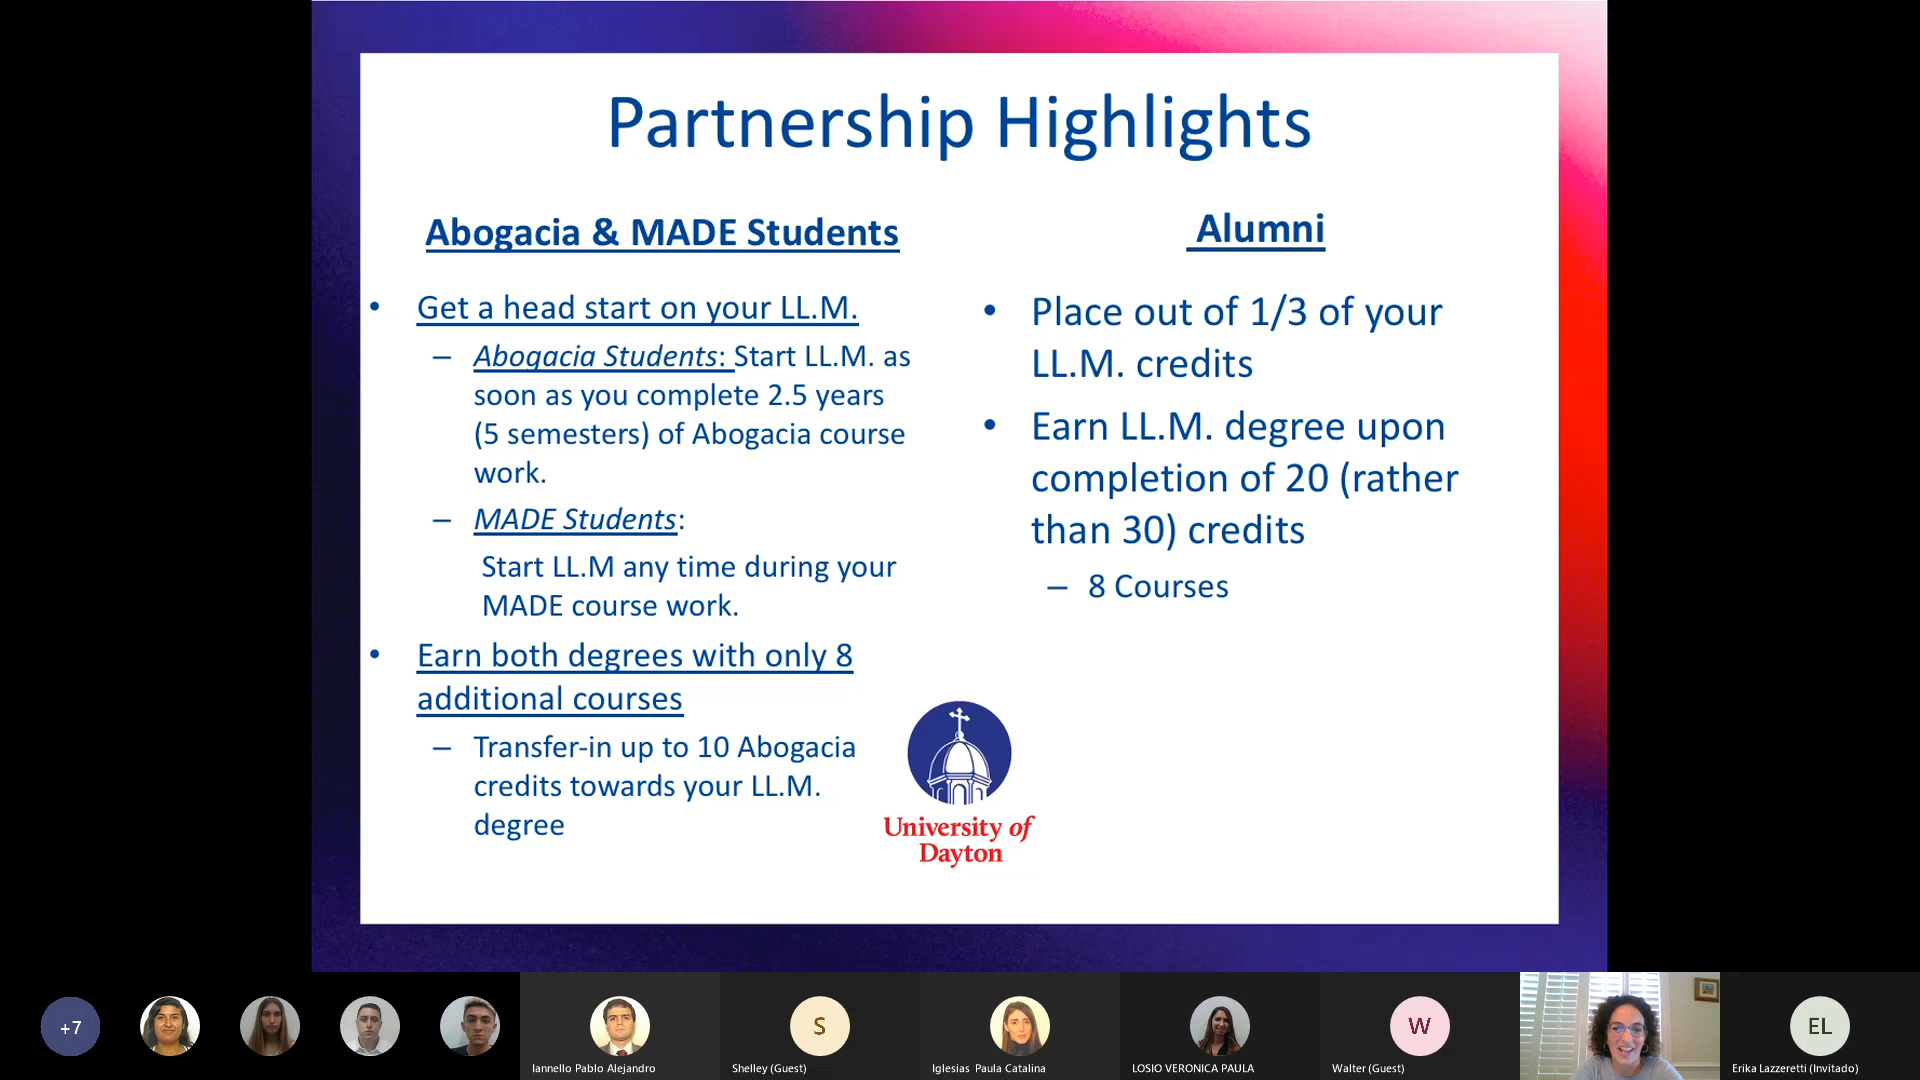 Partnership Highlights
Abogacia & MADE Students
• Get a head start on your LL.M.
– Abogacia Students: Start LL.M. as
soon as you complete 2.5 years
(5 semesters) of Abogacia course
work.
– MADE Students:
Start LL.M any time during your
MADE course work.
• Earn both degrees with only 8
additional courses
– Transfer-in up to 10 Abogacia
credits towards your LL.M.
degree
Alumni
• Place out of 1/3 of your
LL.M. credits
• Earn LL.M. degree upon
completion of 20 (rather
than 30) credits
– 8 Courses
University of
Dayton
+7
Iannello Pablo Alejandro
S
Shelley (Guest)
Iglesias Paula Catalina
LOSIO VERONICA PAULA
W
Walter (Guest)
EL
Erika Lazzeretti (Invitado)